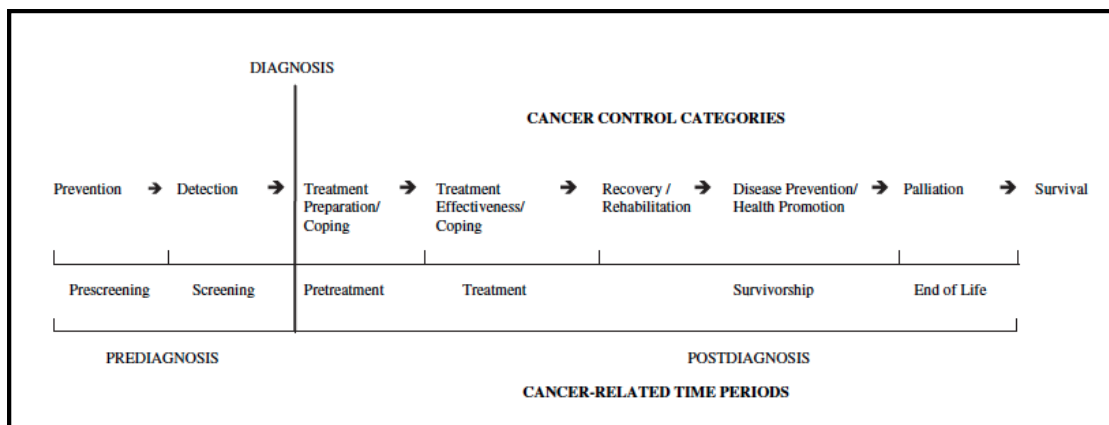 DIAGNOSIS
CANCER CONTROL CATEGORIES
Prevention ➔ Detection ➔ Treatment ➔ Treatment ➔ Recovery / ➔ Disease Prevention/ ➔ Palliation ➔ Survival
Preparation/ Effectiveness/ Rehabilitation Health Promotion
Coping Coping
Prescreening Screening Pretreatment Treatment Survivorship End of Life
PREDIAGNOSIS POSTDIAGNOSIS
CANCER-RELATED TIME PERIODS